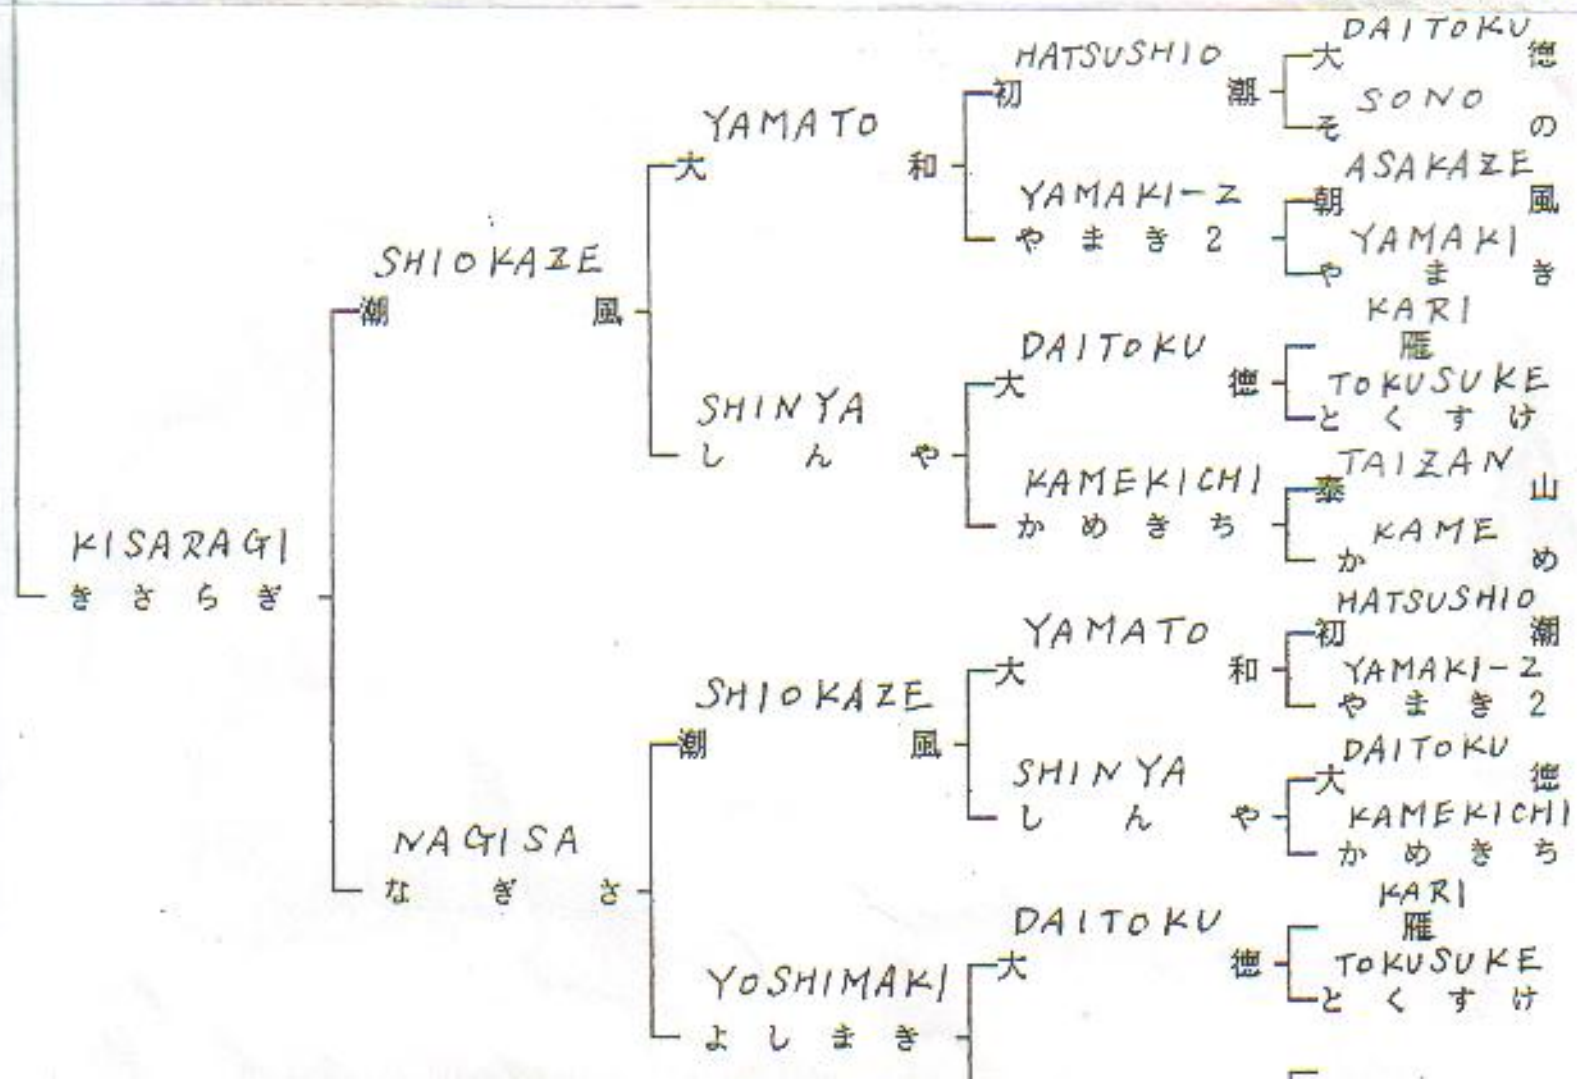 DAITOKU
大徳
HATSUSHIO
初潮
SONO
その
YAMATO
大和
ASAKAZE
朝風
YAMAKI-2
やまき2
YAMAKI
やまき
SHIOKAZE
潮風
KARI
雁
DAITOKU
大徳
TOKUSUKE
とくすけ
SHINYA
しんや
TAIZAN
泰山
KAMEKICHI
かめきち
KAME
かめ
KISARAGI
きさらぎ
HATSUSHIO
初潮
YAMATO
大和
YAMAKI-2
やまき2
SHIOKAZE
潮風
DAITOKU
大徳
SHINYA
しんや
KAMEKICHI
かめきち
NAGISA
なぎさ
KARI
雁
DAITOKU
大徳
TOKUSUKE
とくすけ
YOSHIMAKI
よしまき